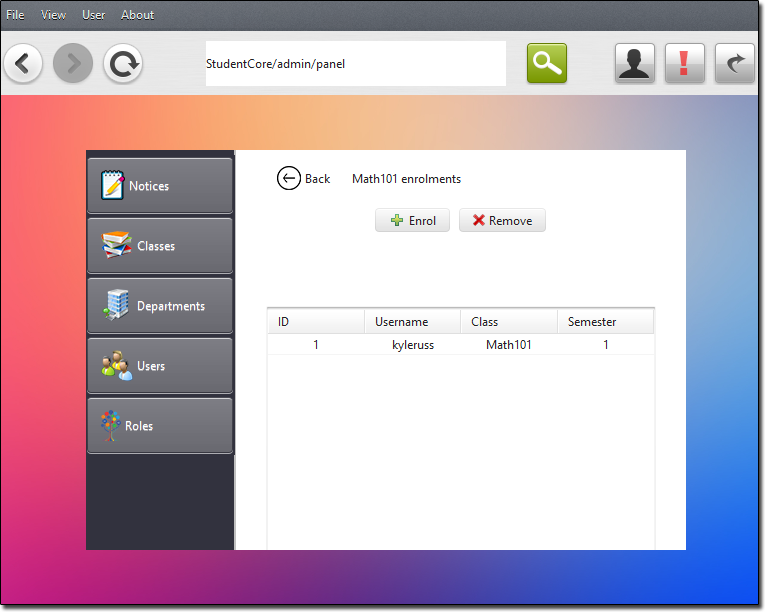 File View User About
StudentCore/admin/panel
Notices
Classes
Departments
Users
Roles
Back Math101 enrolments
Enrol Remove
ID Username Class Semester
1 kyleruss Math101 1